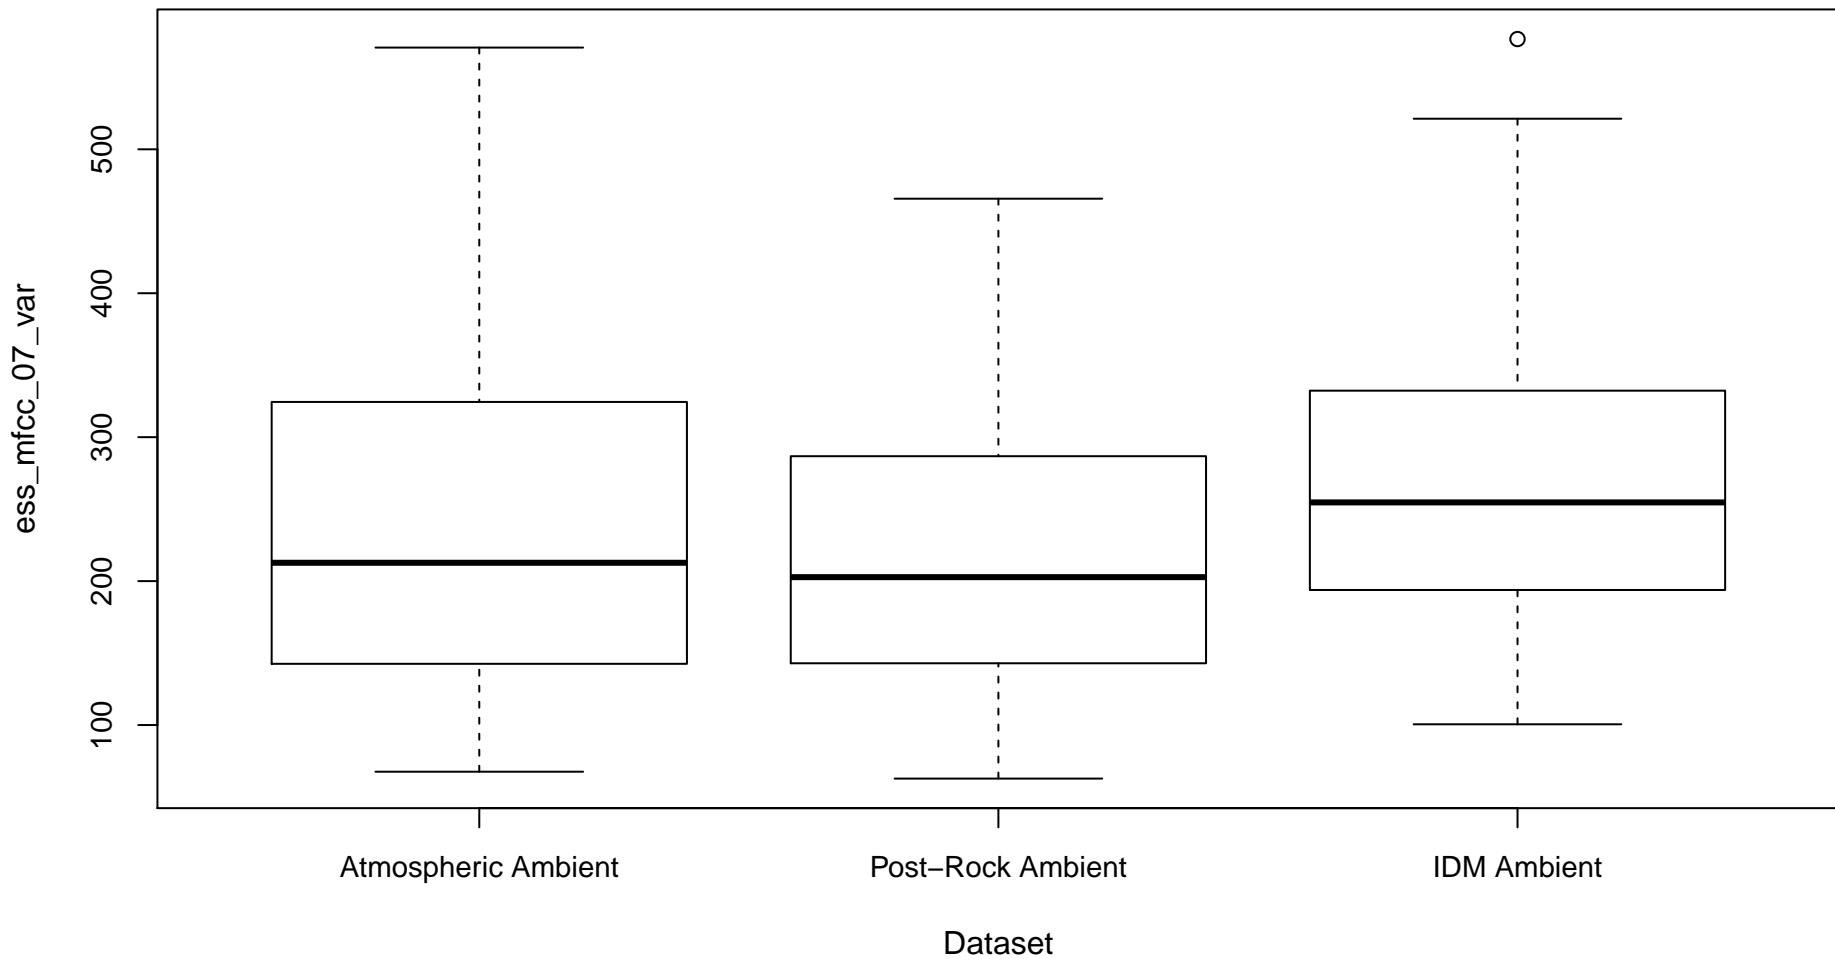 ess_mfcc_07_var
500
400
300
200
100
Atmospheric Ambient
Post−Rock Ambient
IDM Ambient
Dataset